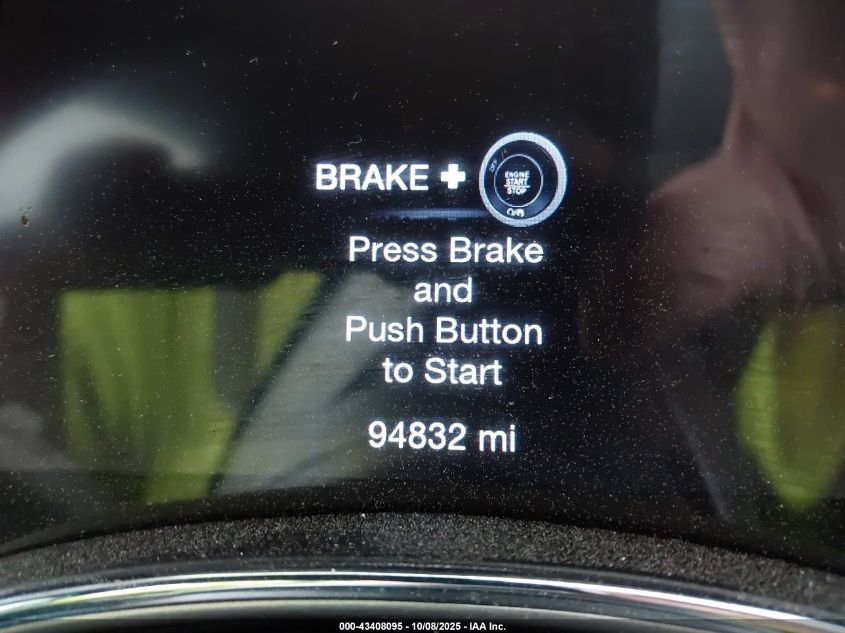 BRAKE +
OFF
ENGINE
START
STOP
Press Brake
and
Push Button
to Start
94832 mi
000-43408095 - 10/08/2025 - IAA Inc.